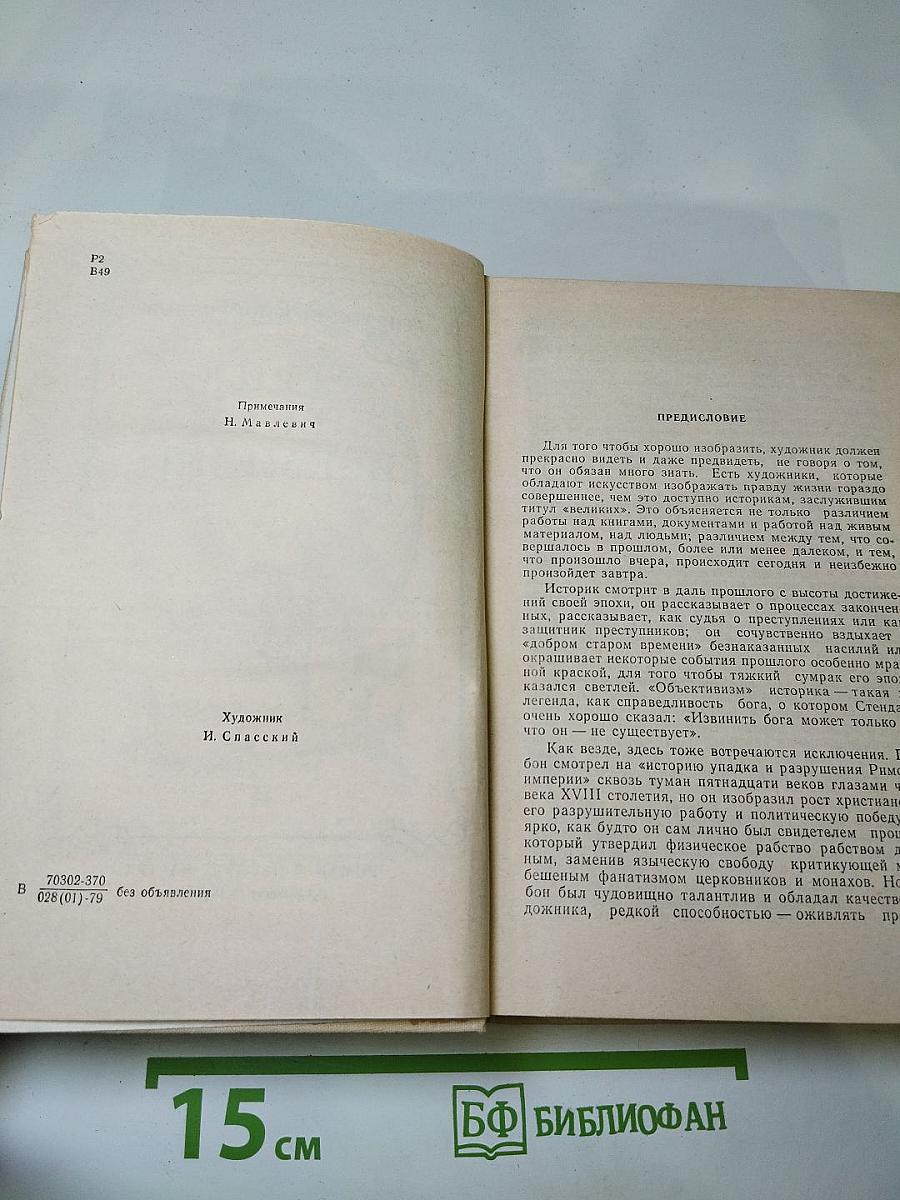 Р2
В49
Примечания
Н. Мавлевич
Художник
И. Спасский
В 70302-370
028(01)-79 без объявления
ПРЕДИСЛОВИЕ
Для того чтобы хорошо изобразить, художник должен
прекрасно видеть и даже предвидеть, не говоря о том,
что он обязан много знать. Есть художники, которые
обладают искусством изображать правду жизни гораздо
совершеннее, чем это доступно историкам, заслужившим
титул «великих». Это объясняется не только различием
работы над книгами, документами и работой над живым
материалом, над людьми; различием между тем, что со-
вершалось в прошлом, более или менее далеком, и тем,
что произошло вчера, происходит сегодня и неизбежно
произойдет завтра.
Историк смотрит в даль прошлого с высоты достиже-
ний своей эпохи, он рассказывает о процессах закончен-
ных, рассказывает, как судья о преступлениях или как
защитник преступников; он сочувственно вздыхает
«добром старом времени» безнаказанных насилий ил
окрашивает некоторые события прошлого особенно мра
ной краской, для того чтобы тяжкий сумрак его эпо
казался светлей. «Объективизм» историка — такая
легенда, как справедливость бога, о котором Стенда
очень хорошо сказал: «Извинить бога может только
что он — не существует».
Как везде, здесь тоже встречаются исключения.
бон смотрел на «историю упадка и разрушения Римс
империи» сквозь туман пятнадцати веков глазами ч
века XVIII столетия, но он изобразил рост христиан
его разрушительную работу и политическую победу
ярко, как будто он сам лично был свидетелем проц
который утвердил физическое рабство рабством д
ным, заменив языческую свободу критикующей м
бешеным фанатизмом церковников и монахов. Но
бон был чудовищно талантлив и обладал качеств
дожника, редкой способностью — оживлять пр
15 см
БФ БИБЛИОФАН